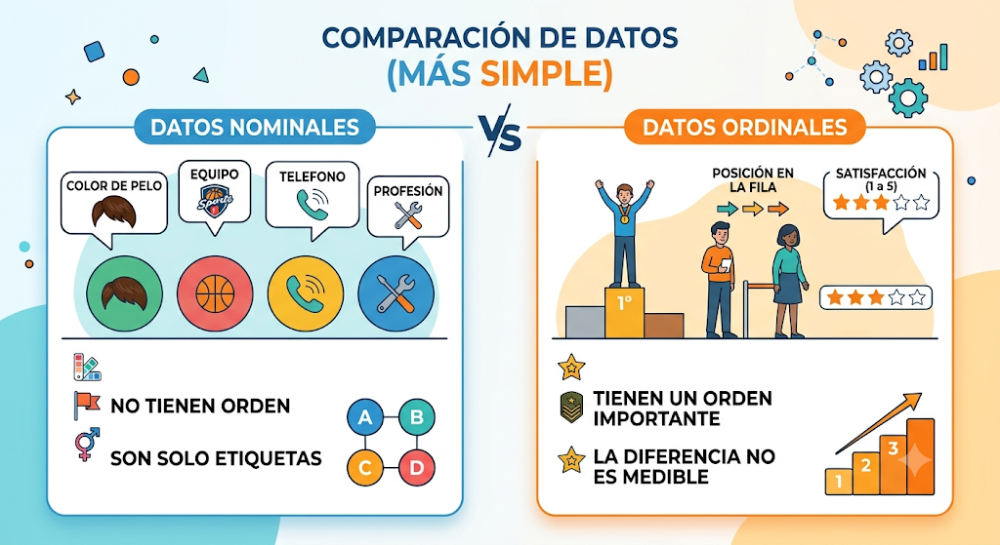 COMPARACIÓN DE DATOS
(MÁS SIMPLE)
DATOS NOMINALES
VS
DATOS ORDINALES
COLOR DE PELO
EQUIPO
Sports
TELEFONO
PROFESIÓN
NO TIENEN ORDEN
SON SOLO ETIQUETAS
A
B
C
D
POSICIÓN EN
LA FILA
SATISFACCIÓN
(1 a 5)
1º
TIENEN UN ORDEN
IMPORTANTE
LA DIFERENCIA NO
ES MEDIBLE
1
2
3